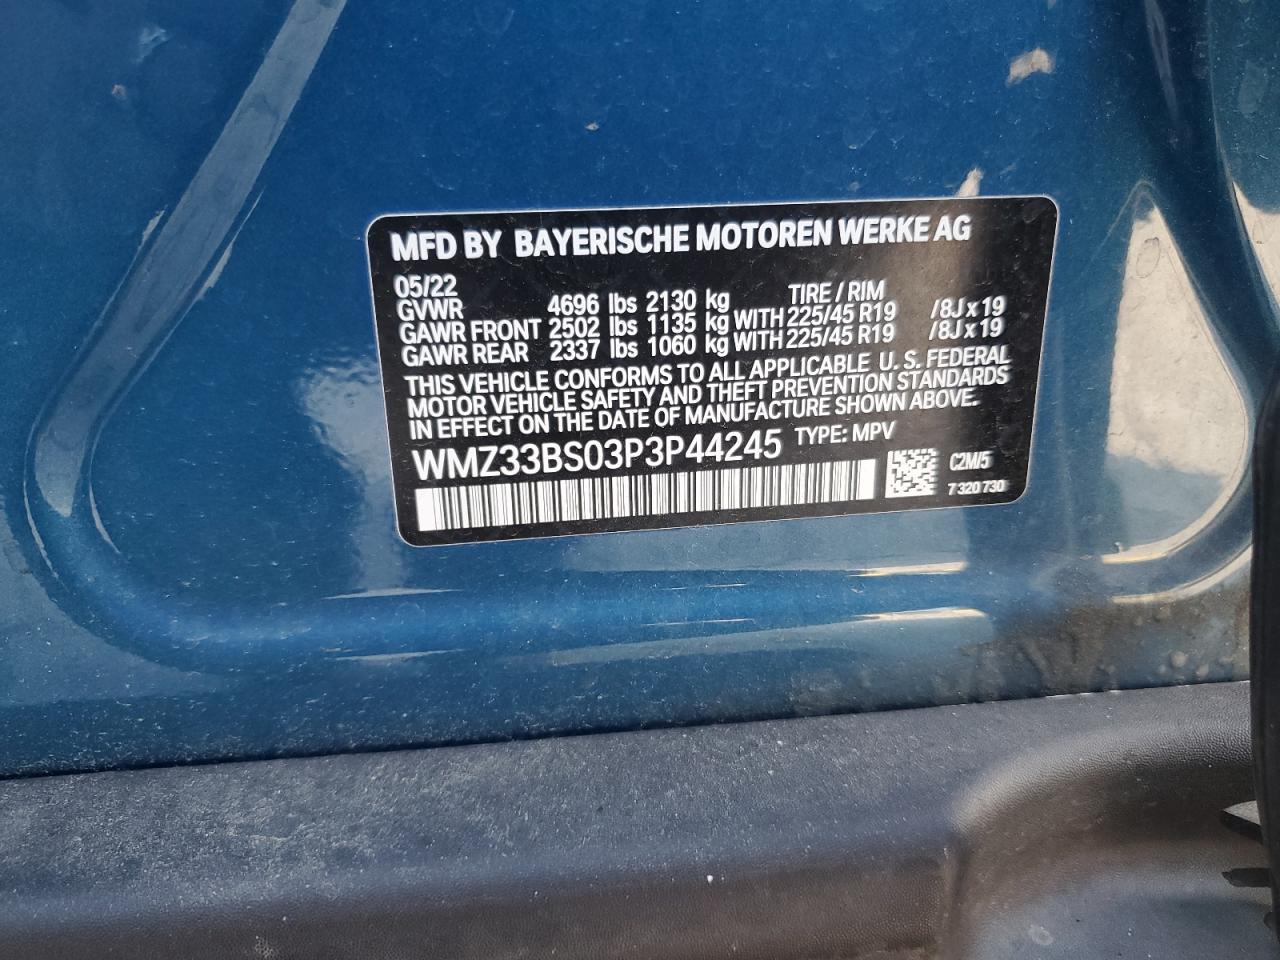 MFD BY BAYERISCHE MOTOREN WERKE AG
05/22
TIRE / RIM
GVWR 4696 lbs 2130 kg
GAWR FRONT 2502 lbs 1135 kg WITH 225/45 R19 /8J x 19
GAWR REAR 2337 lbs 1060 kg WITH 225/45 R19 /8J x 19
THIS VEHICLE CONFORMS TO ALL APPLICABLE U. S. FEDERAL
MOTOR VEHICLE SAFETY AND THEFT PREVENTION STANDARDS
IN EFFECT ON THE DATE OF MANUFACTURE SHOWN ABOVE.
WMZ33BS03P3P44245 TYPE: MPV
C2M/5
7 320 730